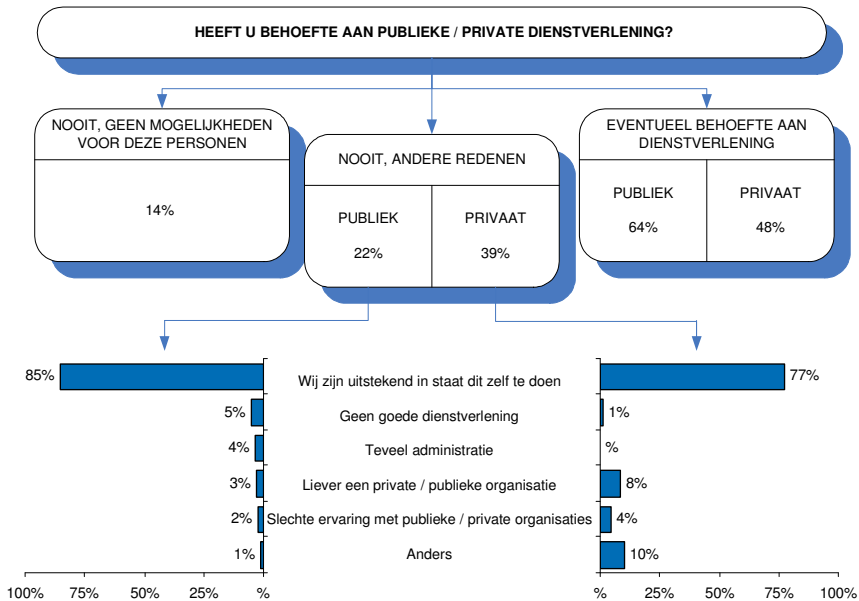 HEEFT U BEHOEFTE AAN PUBLIEKE / PRIVATE DIENSTVERLENING?
NOOIT, GEEN MOGELIJKHEDEN
VOOR DEZE PERSONEN
14%
NOOIT, ANDERE REDENEN
PUBLIEK PRIVAAT
22% 39%
EVENTUEEL BEHOEFTE AAN
DIENSTVERLENING
PUBLIEK PRIVAAT
64% 48%
85% Wij zijn uitstekend in staat dit zelf te doen 77%
5% Geen goede dienstverlening 1%
4% Teveel administratie %
3% Liever een private / publieke organisatie 8%
2% Slechte ervaring met publieke / private organisaties 4%
1% Anders 10%
100% 75% 50% 25% % % 25% 50% 75% 100%